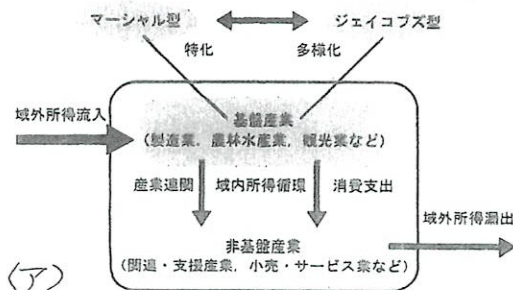 マーシャル型 ジェイコブズ型
特化 多様化
域外所得流入
基盤産業
(製造業，農林水産業，観光業など)
産業連関 域内所得循環 消費支出
域外所得漏出
非基盤産業
(関連・支援産業，小売・サービス業など)
(ア)